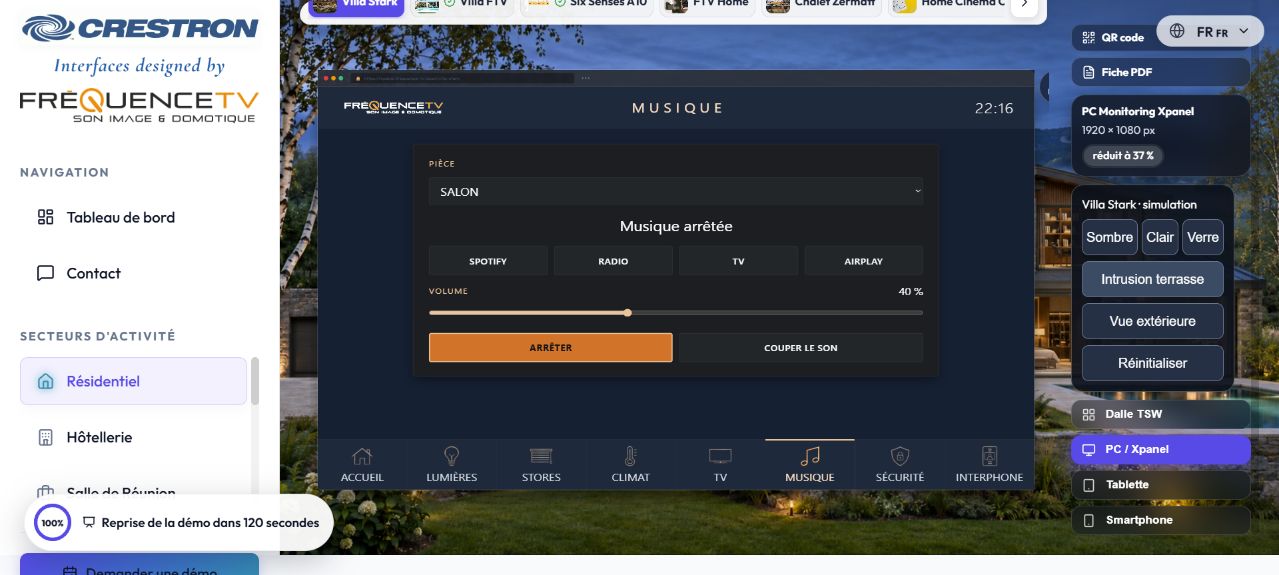 CRESTRON
Interfaces designed by
FRÉQUENCETV
SON IMAGE & DOMOTIQUE
NAVIGATION
Tableau de bord
Contact
SECTEURS D'ACTIVITÉ
Résidentiel
Hôtellerie
Salle de Réunion
100% Reprise de la démo dans 120 secondes
Demander une démo
Villa Stark
Villa FTV
Six Senses A10
FTV Home
Chalet Zermatt
Home Cinema C
FRÉQUENCETV
SON IMAGE & DOMOTIQUE
MUSIQUE
22:16
PIÈCE
SALON
Musique arrêtée
SPOTIFY RADIO TV AIRPLAY
VOLUME 40 %
ARRÊTER COUPER LE SON
ACCUEIL LUMIÈRES STORES CLIMAT TV MUSIQUE SÉCURITÉ INTERPHONE
QR code
FR FR
Fiche PDF
PC Monitoring Xpanel
1920 × 1080 px
réduit à 37 %
Villa Stark · simulation
Sombre Clair Verre
Intrusion terrasse
Vue extérieure
Réinitialiser
Dalle TSW
PC / Xpanel
Tablette
Smartphone